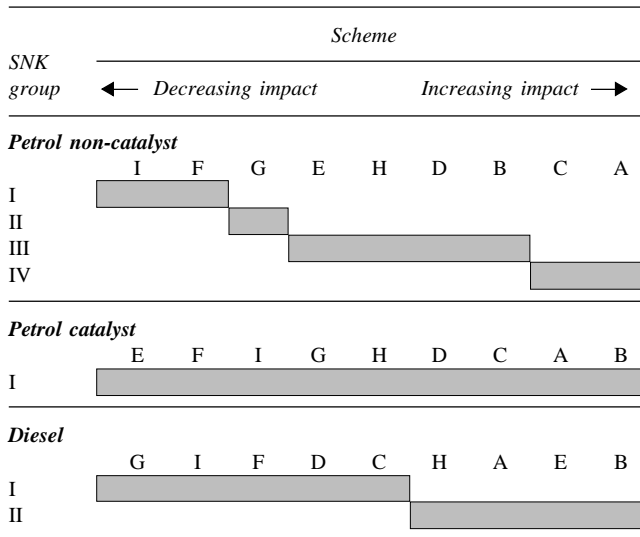 Scheme
SNK
group
Decreasing impact Increasing impact
Petrol non-catalyst
I F G E H D B C A
I
II
III
IV
Petrol catalyst
E F I G H D C A B
I
Diesel
G I F D C H A E B
I
II